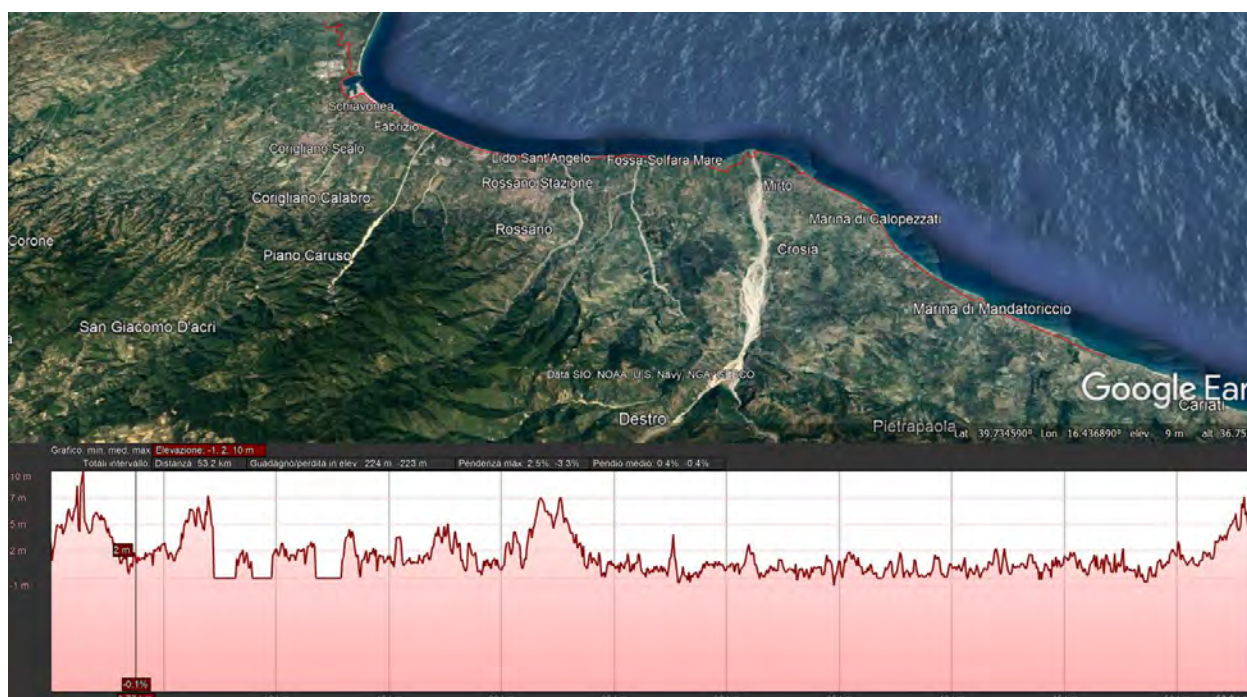 Schiavonea
Fabrizio
Corigliano Scalo
Lido Sant'Angelo
Fossa-Solfara Mare
Rossano Stazione
Mirto
Corigliano Calabro
Marina di Calopezzati
Rossano
Corone
Crosia
Piano Caruso
Marina di Mandatoriccio
San Giacomo D'acri
Data SIO, NOAA, U.S. Navy, NGA, GEBCO
Google Ear
Cariati
Destro
Pietrapaola
Lat 39.734590° Lon 16.436890° elev. 9 m alt 36.75
Grafico: min. med. max Elevazione: -1, 2, 10 m
Totali intervallo: Distanza: 53.2 km Guadagno/perdita in elev.: 224 m, -223 m Pendenza máx: 2.5%, -3.3% Pendio médio: 0.4%, -0.4%
10 m
7 m
5 m
2 m
2 m
-1 m
-0.1%